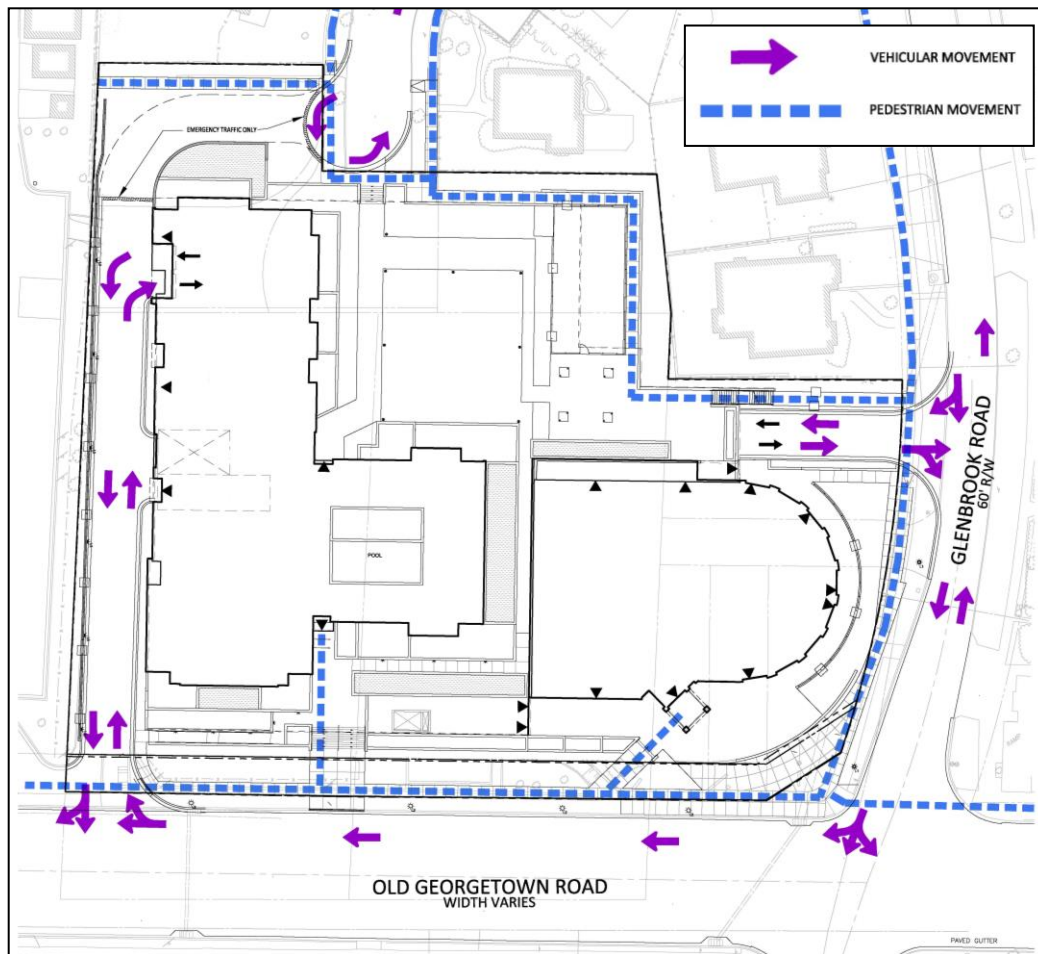 VEHICULAR MOVEMENT
PEDESTRIAN MOVEMENT
EMERGENCY TRAFFIC ONLY
POOL
GLENBROOK ROAD
60' R/W
OLD GEORGETOWN ROAD
WIDTH VARIES
PAVED GUTTER